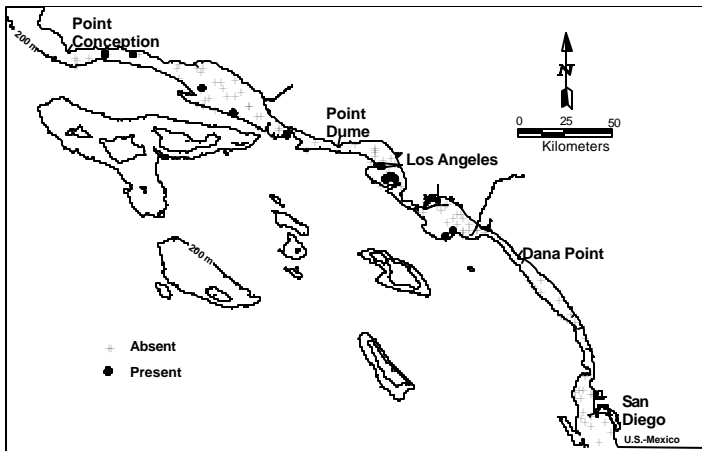 Point
Conception
200 m
N
Point
Dume
0 25 50
Kilometers
Los Angeles
200 m
Dana Point
Absent
Present
San
Diego
U.S.-Mexico